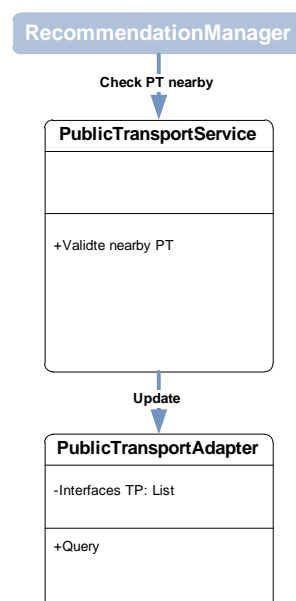 RecommendationManager
Check PT nearby
PublicTransportService
+Validte nearby PT
Update
PublicTransportAdapter
-Interfaces TP: List
+Query